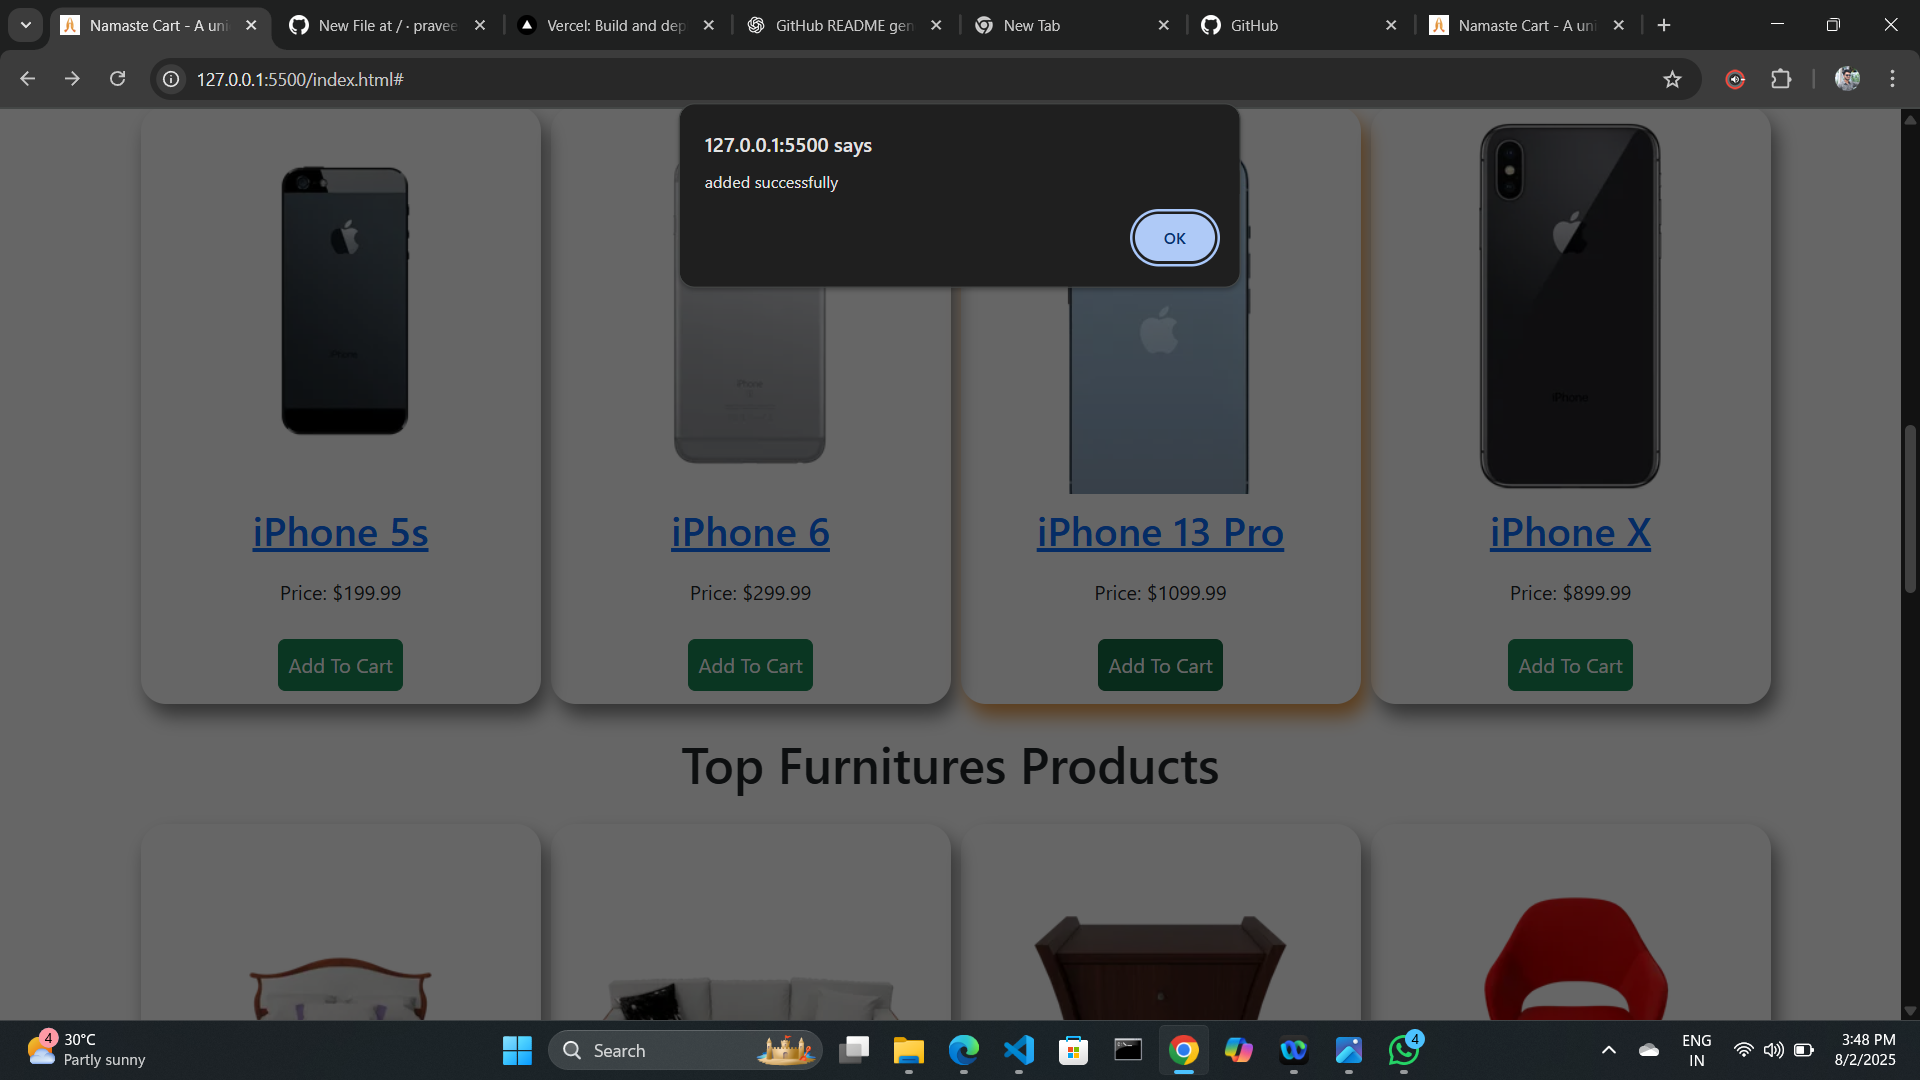 Namaste Cart - A uni
New File at / · pravee
Vercel: Build and dep
GitHub README gen
New Tab
GitHub
Namaste Cart - A uni
127.0.0.1:5500/index.html#
127.0.0.1:5500 says
added successfully
OK
iPhone
iPhone
iPhone
iPhone 5s
iPhone 6
iPhone 13 Pro
iPhone X
Price: $199.99
Price: $299.99
Price: $1099.99
Price: $899.99
Add To Cart
Add To Cart
Add To Cart
Add To Cart
Top Furnitures Products
4
30°C
Partly sunny
Search
4
ENG
IN
3:48 PM
8/2/2025